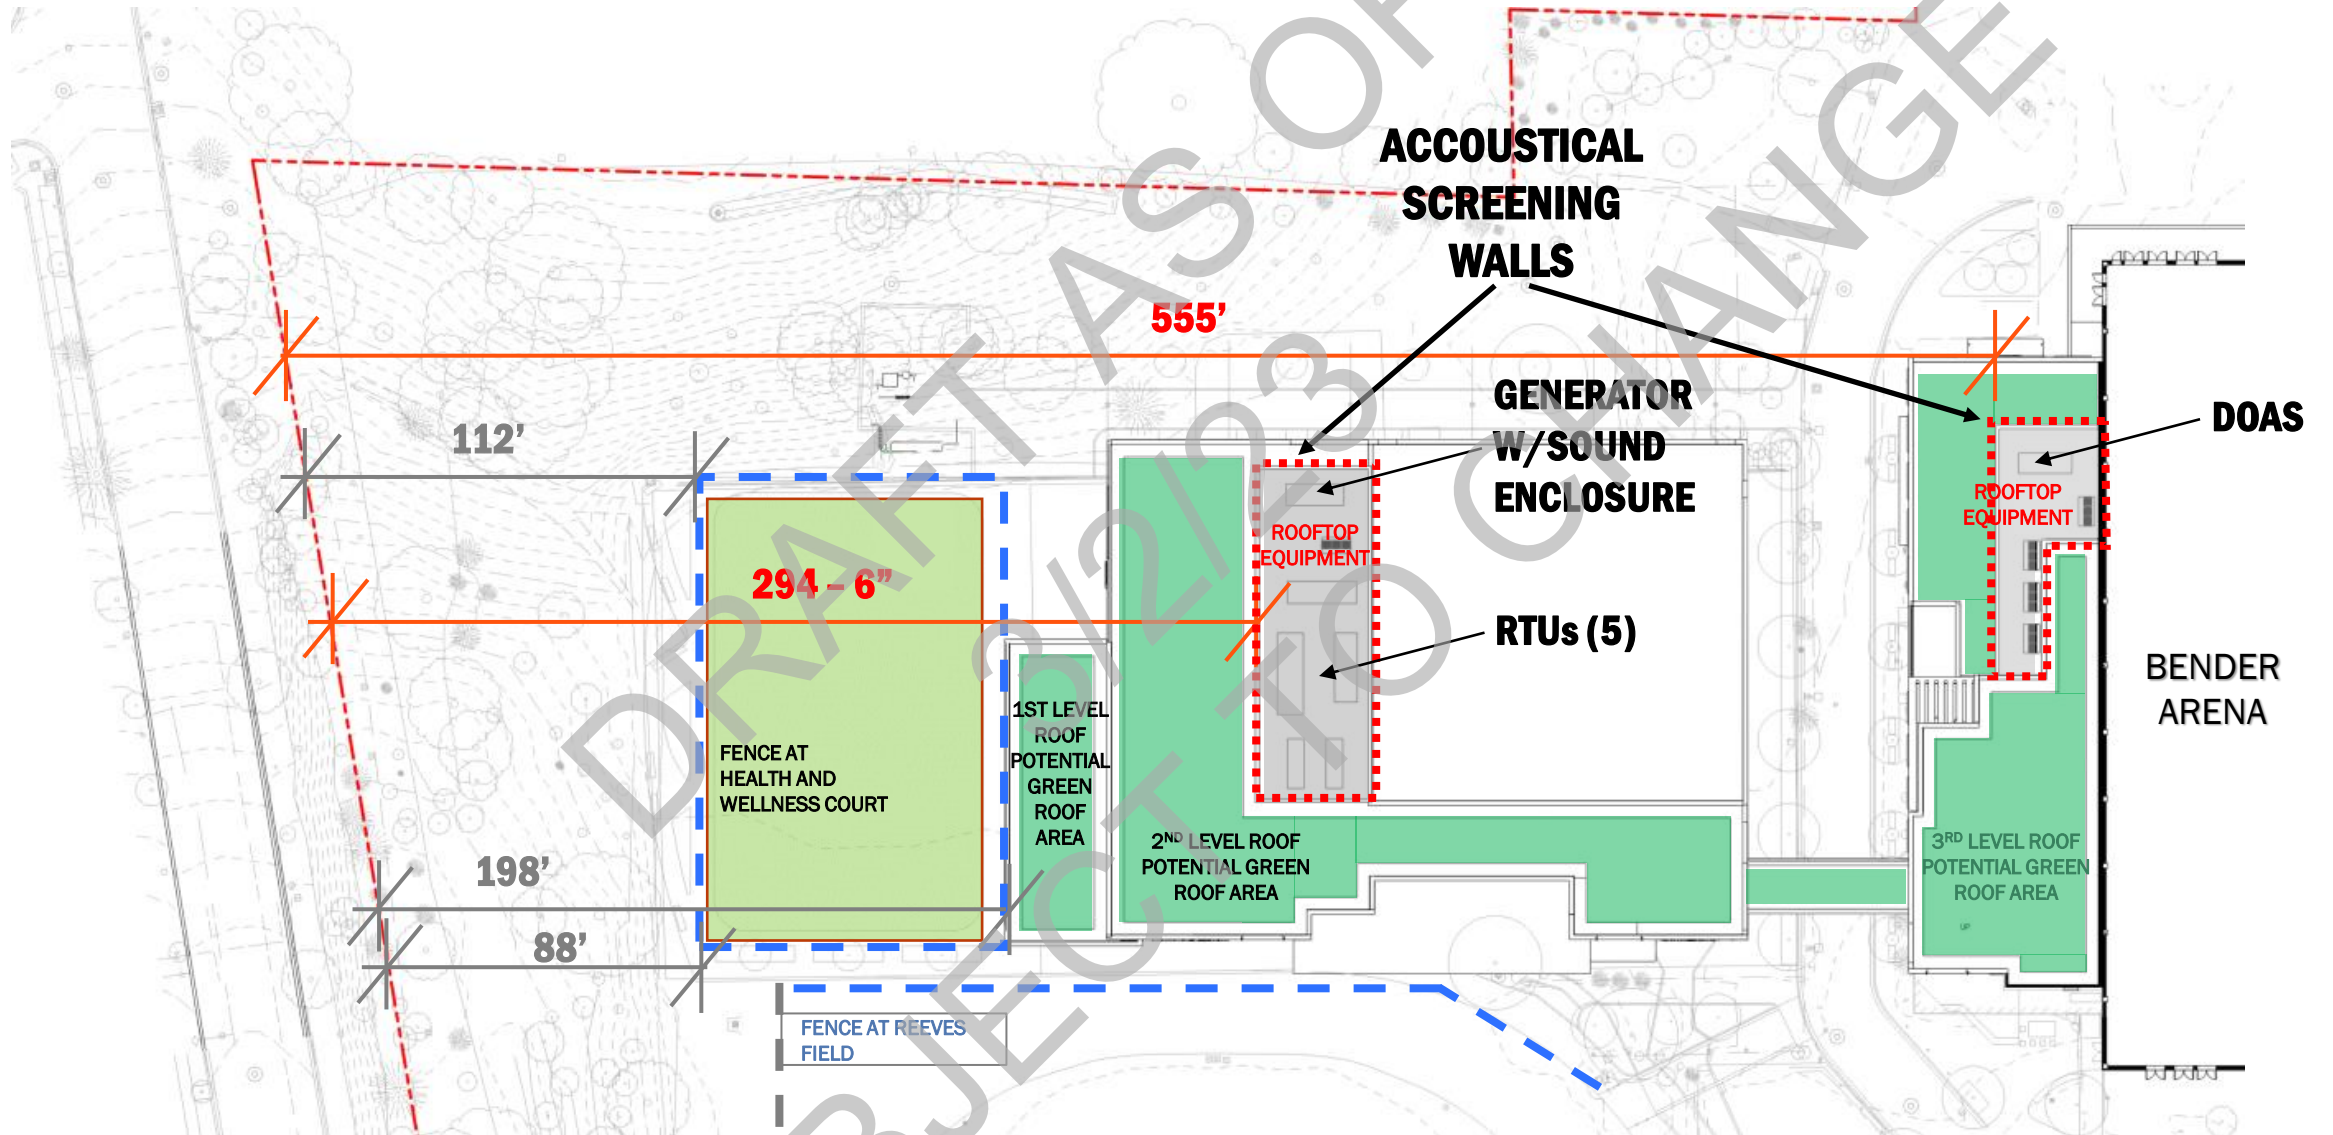 ACCOUSTICAL
SCREENING
WALLS
555’
GENERATOR
W/SOUND
ENCLOSURE
DOAS
112’
ROOFTOP
EQUIPMENT
ROOFTOP
EQUIPMENT
294 – 6”
RTUs (5)
BENDER
ARENA
1ST LEVEL
ROOF
POTENTIAL
GREEN
ROOF
AREA
FENCE AT
HEALTH AND
WELLNESS COURT
2ND LEVEL ROOF
POTENTIAL GREEN
ROOF AREA
3RD LEVEL ROOF
POTENTIAL GREEN
ROOF AREA
UP
198’
88’
FENCE AT REEVES
FIELD
DRAFT AS OF
3/2/23
BJECT TO CHANGE